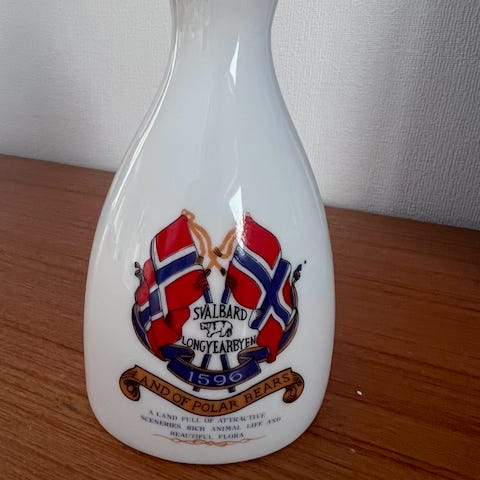 SVALBARD
LONGYEARBYEN
1596
LAND OF POLAR BEARS
A LAND FULL OF ATTRACTIVE
SCENERIES RICH ANIMAL LIFE AND
BEAUTIFUL FLORA